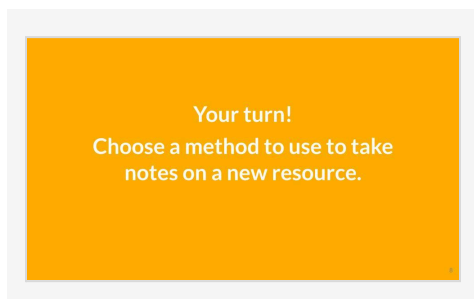 Your turn!
Choose a method to use to take
notes on a new resource.